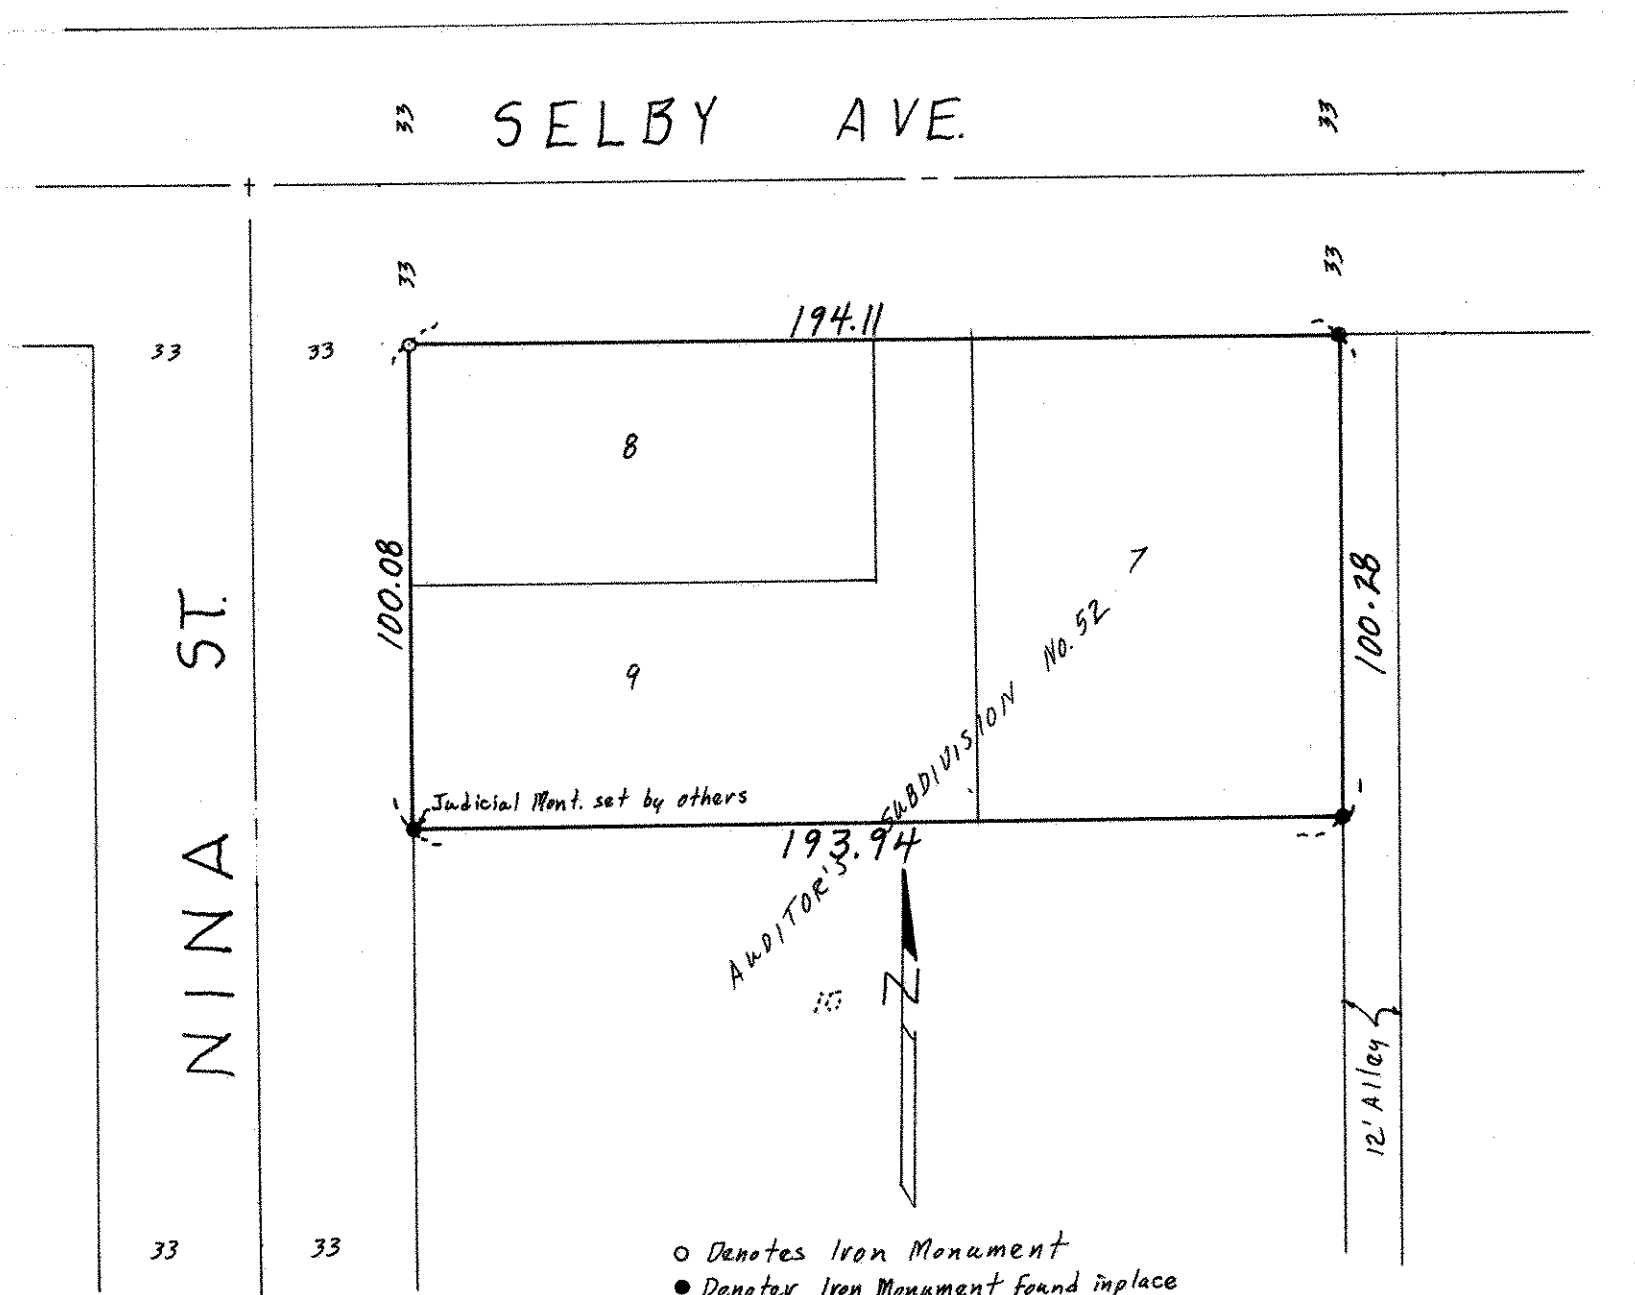 33
SELBY AVE.
33
33
33
194.11
33
33
8
100.08
7
100.28
9
AUDITOR'S SUBDIVISION No. 52
Judicial Mont. set by others
193.94
NINA ST.
10
N
12' Alley
33
33
○ Denotes Iron Monument
● Denotes Iron Monument found inplace